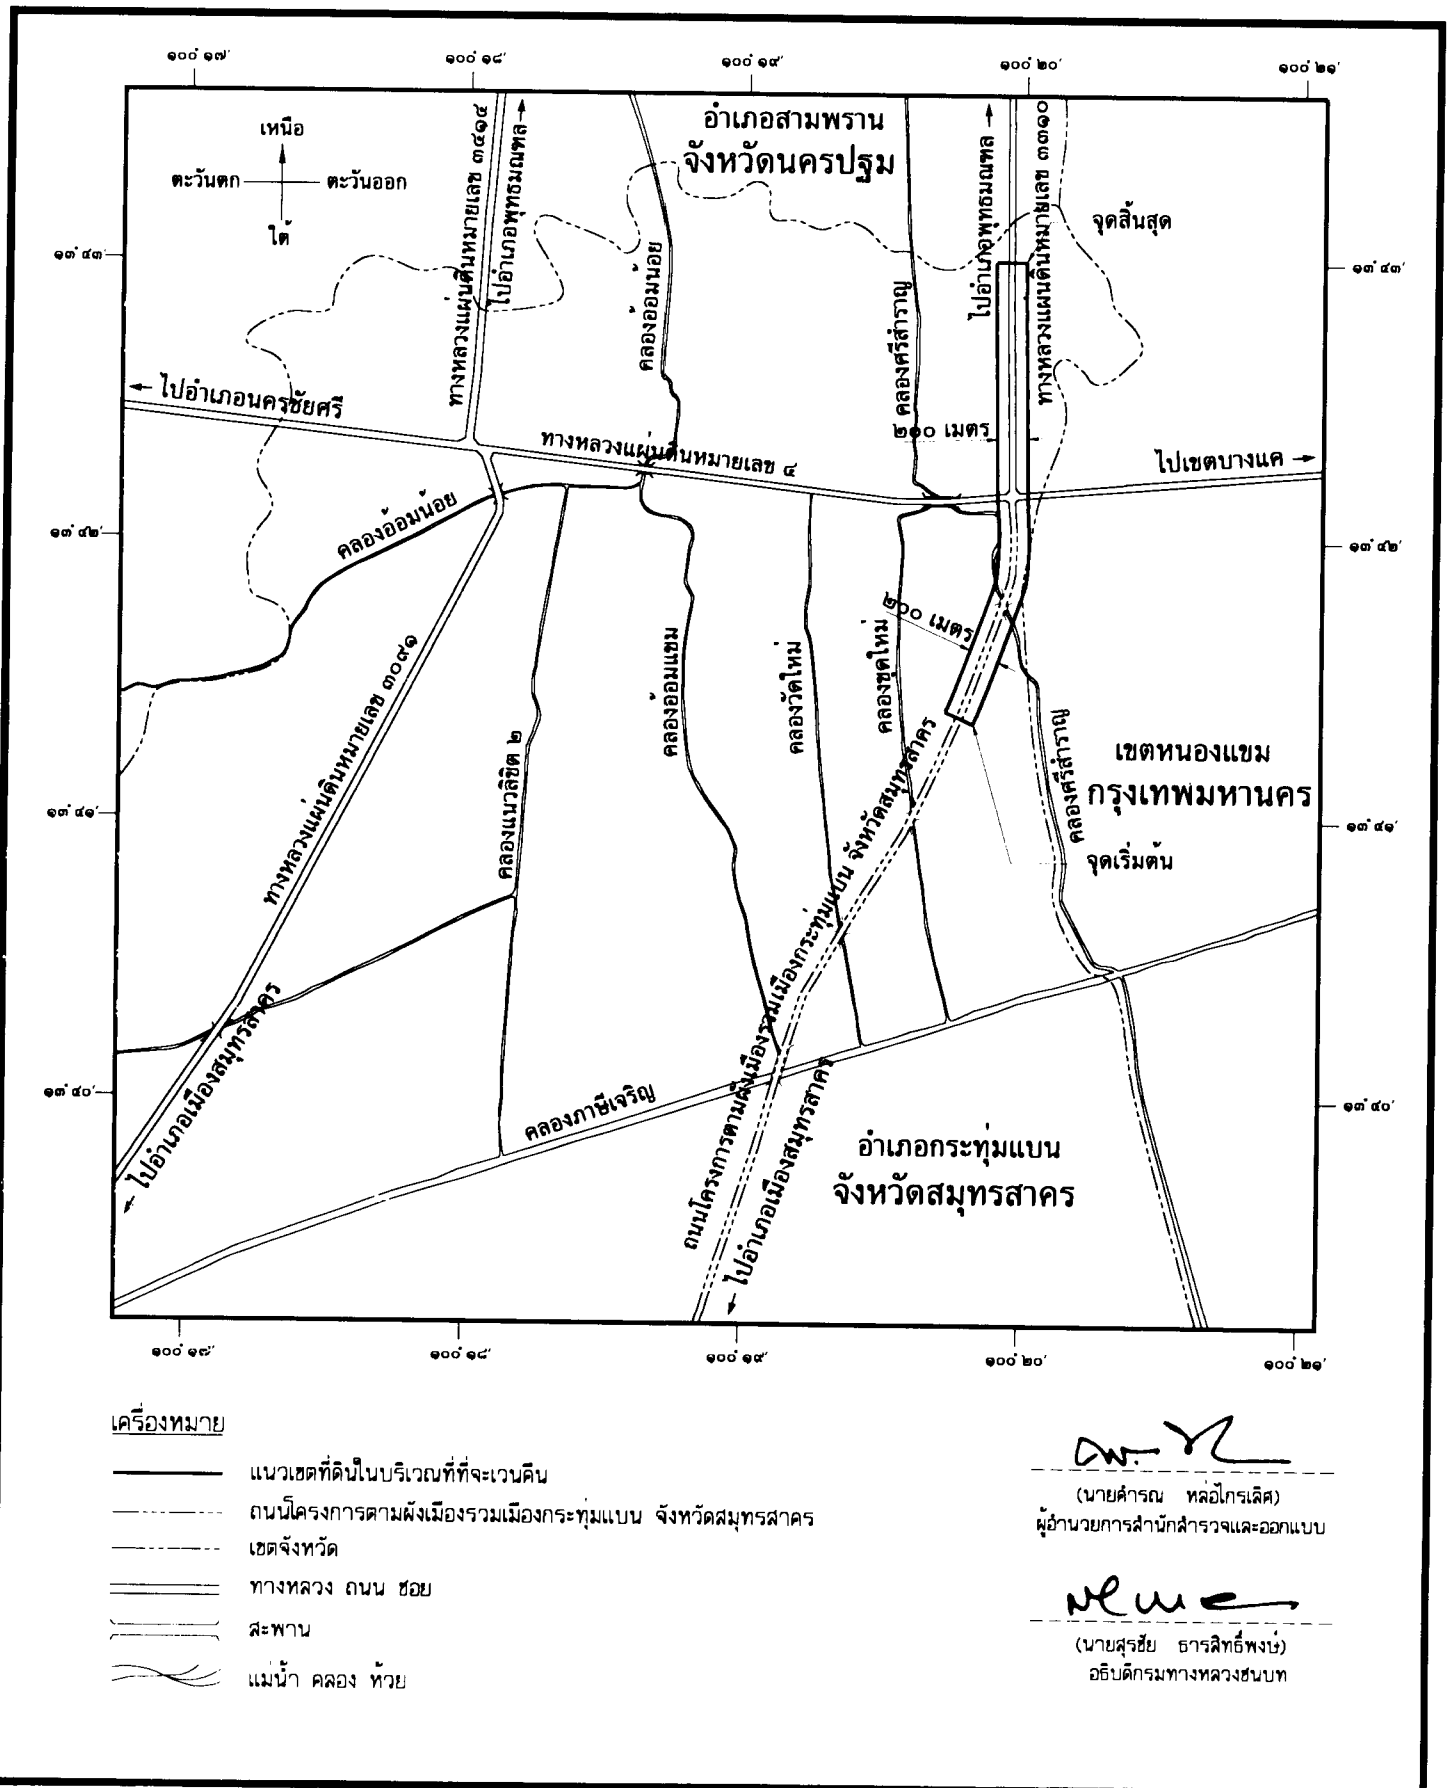 ๑๐๐ํ ๑๗′
๑๐๐ํ ๑๘′
๑๐๐ํ ๑๙′
๑๐๐ํ ๒๐′
๑๐๐ํ ๒๑′
เหนือ
ตะวันตก
ตะวันออก
ใต้
อำเภอสามพราน
จังหวัดนครปฐม
ทางหลวงแผ่นดินหมายเลข ๓๔๑๔
ไปอำเภอพุทธมณฑล
คลองอ้อมน้อย
คลองศรีสำราญ
ไปอำเภอพุทธมณฑล
ทางหลวงแผ่นดินหมายเลข ๓๓๑๐
จุดสิ้นสุด
๑๓ํ ๔๓′
๑๓ํ ๔๓′
ไปอำเภอนครชัยศรี
ทางหลวงแผ่นดินหมายเลข ๔
๒๑๐ เมตร
ไปเขตบางแค
คลองอ้อมน้อย
๑๓ํ ๔๒′
๑๓ํ ๔๒′
๒๐๐ เมตร
ทางหลวงแผ่นดินหมายเลข ๓๐๙๑
คลองแนวลิขิต ๒
คลองอ้อมแขม
คลองวัดใหม่
คลองขุดใหม่
คลองศรีสำราญ
เขตหนองแขม
กรุงเทพมหานคร
จุดเริ่มต้น
๑๓ํ ๔๑′
๑๓ํ ๔๑′
ถนนโครงการตามผังเมืองรวมเมืองกระทุ่มแบน จังหวัดสมุทรสาคร
ไปอำเภอเมืองสมุทรสาคร
ไปอำเภอเมืองสมุทรสาคร
คลองภาษีเจริญ
๑๓ํ ๔๐′
๑๓ํ ๔๐′
อำเภอกระทุ่มแบน
จังหวัดสมุทรสาคร
๑๐๐ํ ๑๗′
๑๐๐ํ ๑๘′
๑๐๐ํ ๑๙′
๑๐๐ํ ๒๐′
๑๐๐ํ ๒๑′
เครื่องหมาย
แนวเขตที่ดินในบริเวณที่ที่จะเวนคืน
ถนนโครงการตามผังเมืองรวมเมืองกระทุ่มแบน จังหวัดสมุทรสาคร
เขตจังหวัด
ทางหลวง ถนน ซอย
สะพาน
แม่น้ำ คลอง ห้วย
(นายดำรณ หล่อไกรเลิศ)
ผู้อำนวยการสำนักสำรวจและออกแบบ
(นายสุรชัย ธารสิทธิ์พงษ์)
อธิบดีกรมทางหลวงชนบท